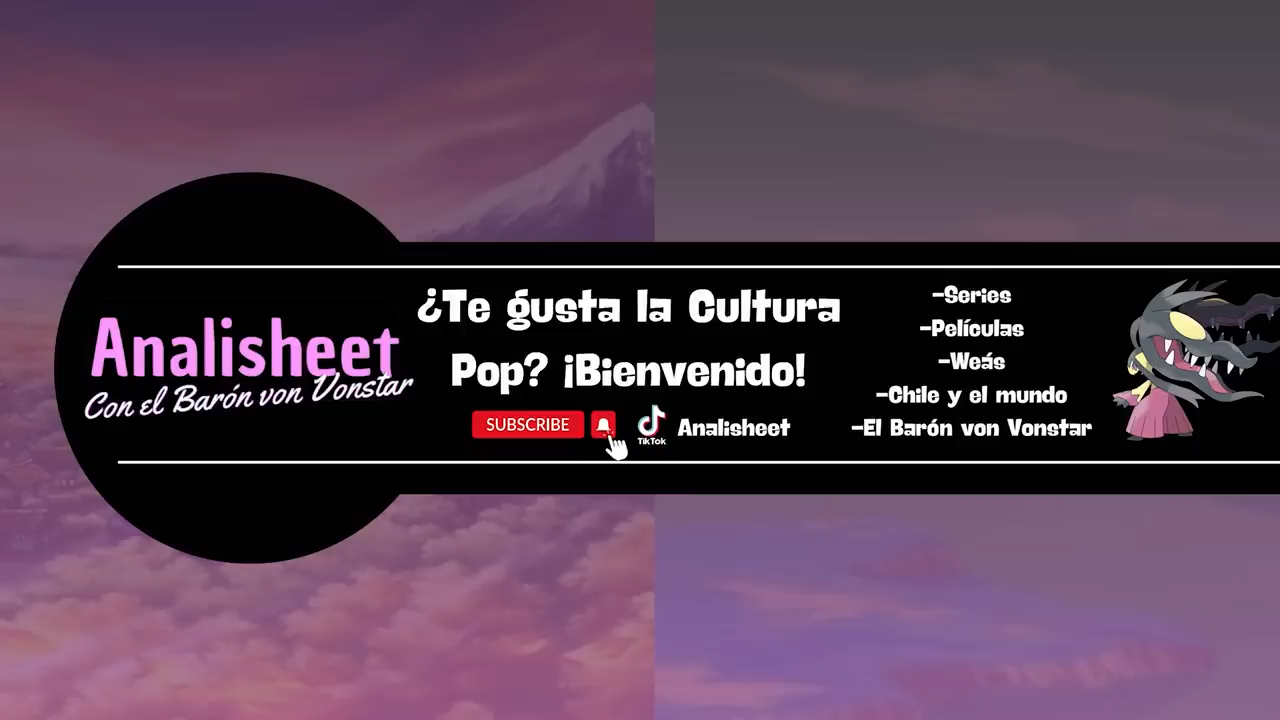 Analisheet
Con el Barón von Vonstar
¿Te gusta la Cultura
Pop? ¡Bienvenido!
SUBSCRIBE
TikTok
Analisheet
-Series
-Películas
-Weás
-Chile y el mundo
-El Barón von Vonstar